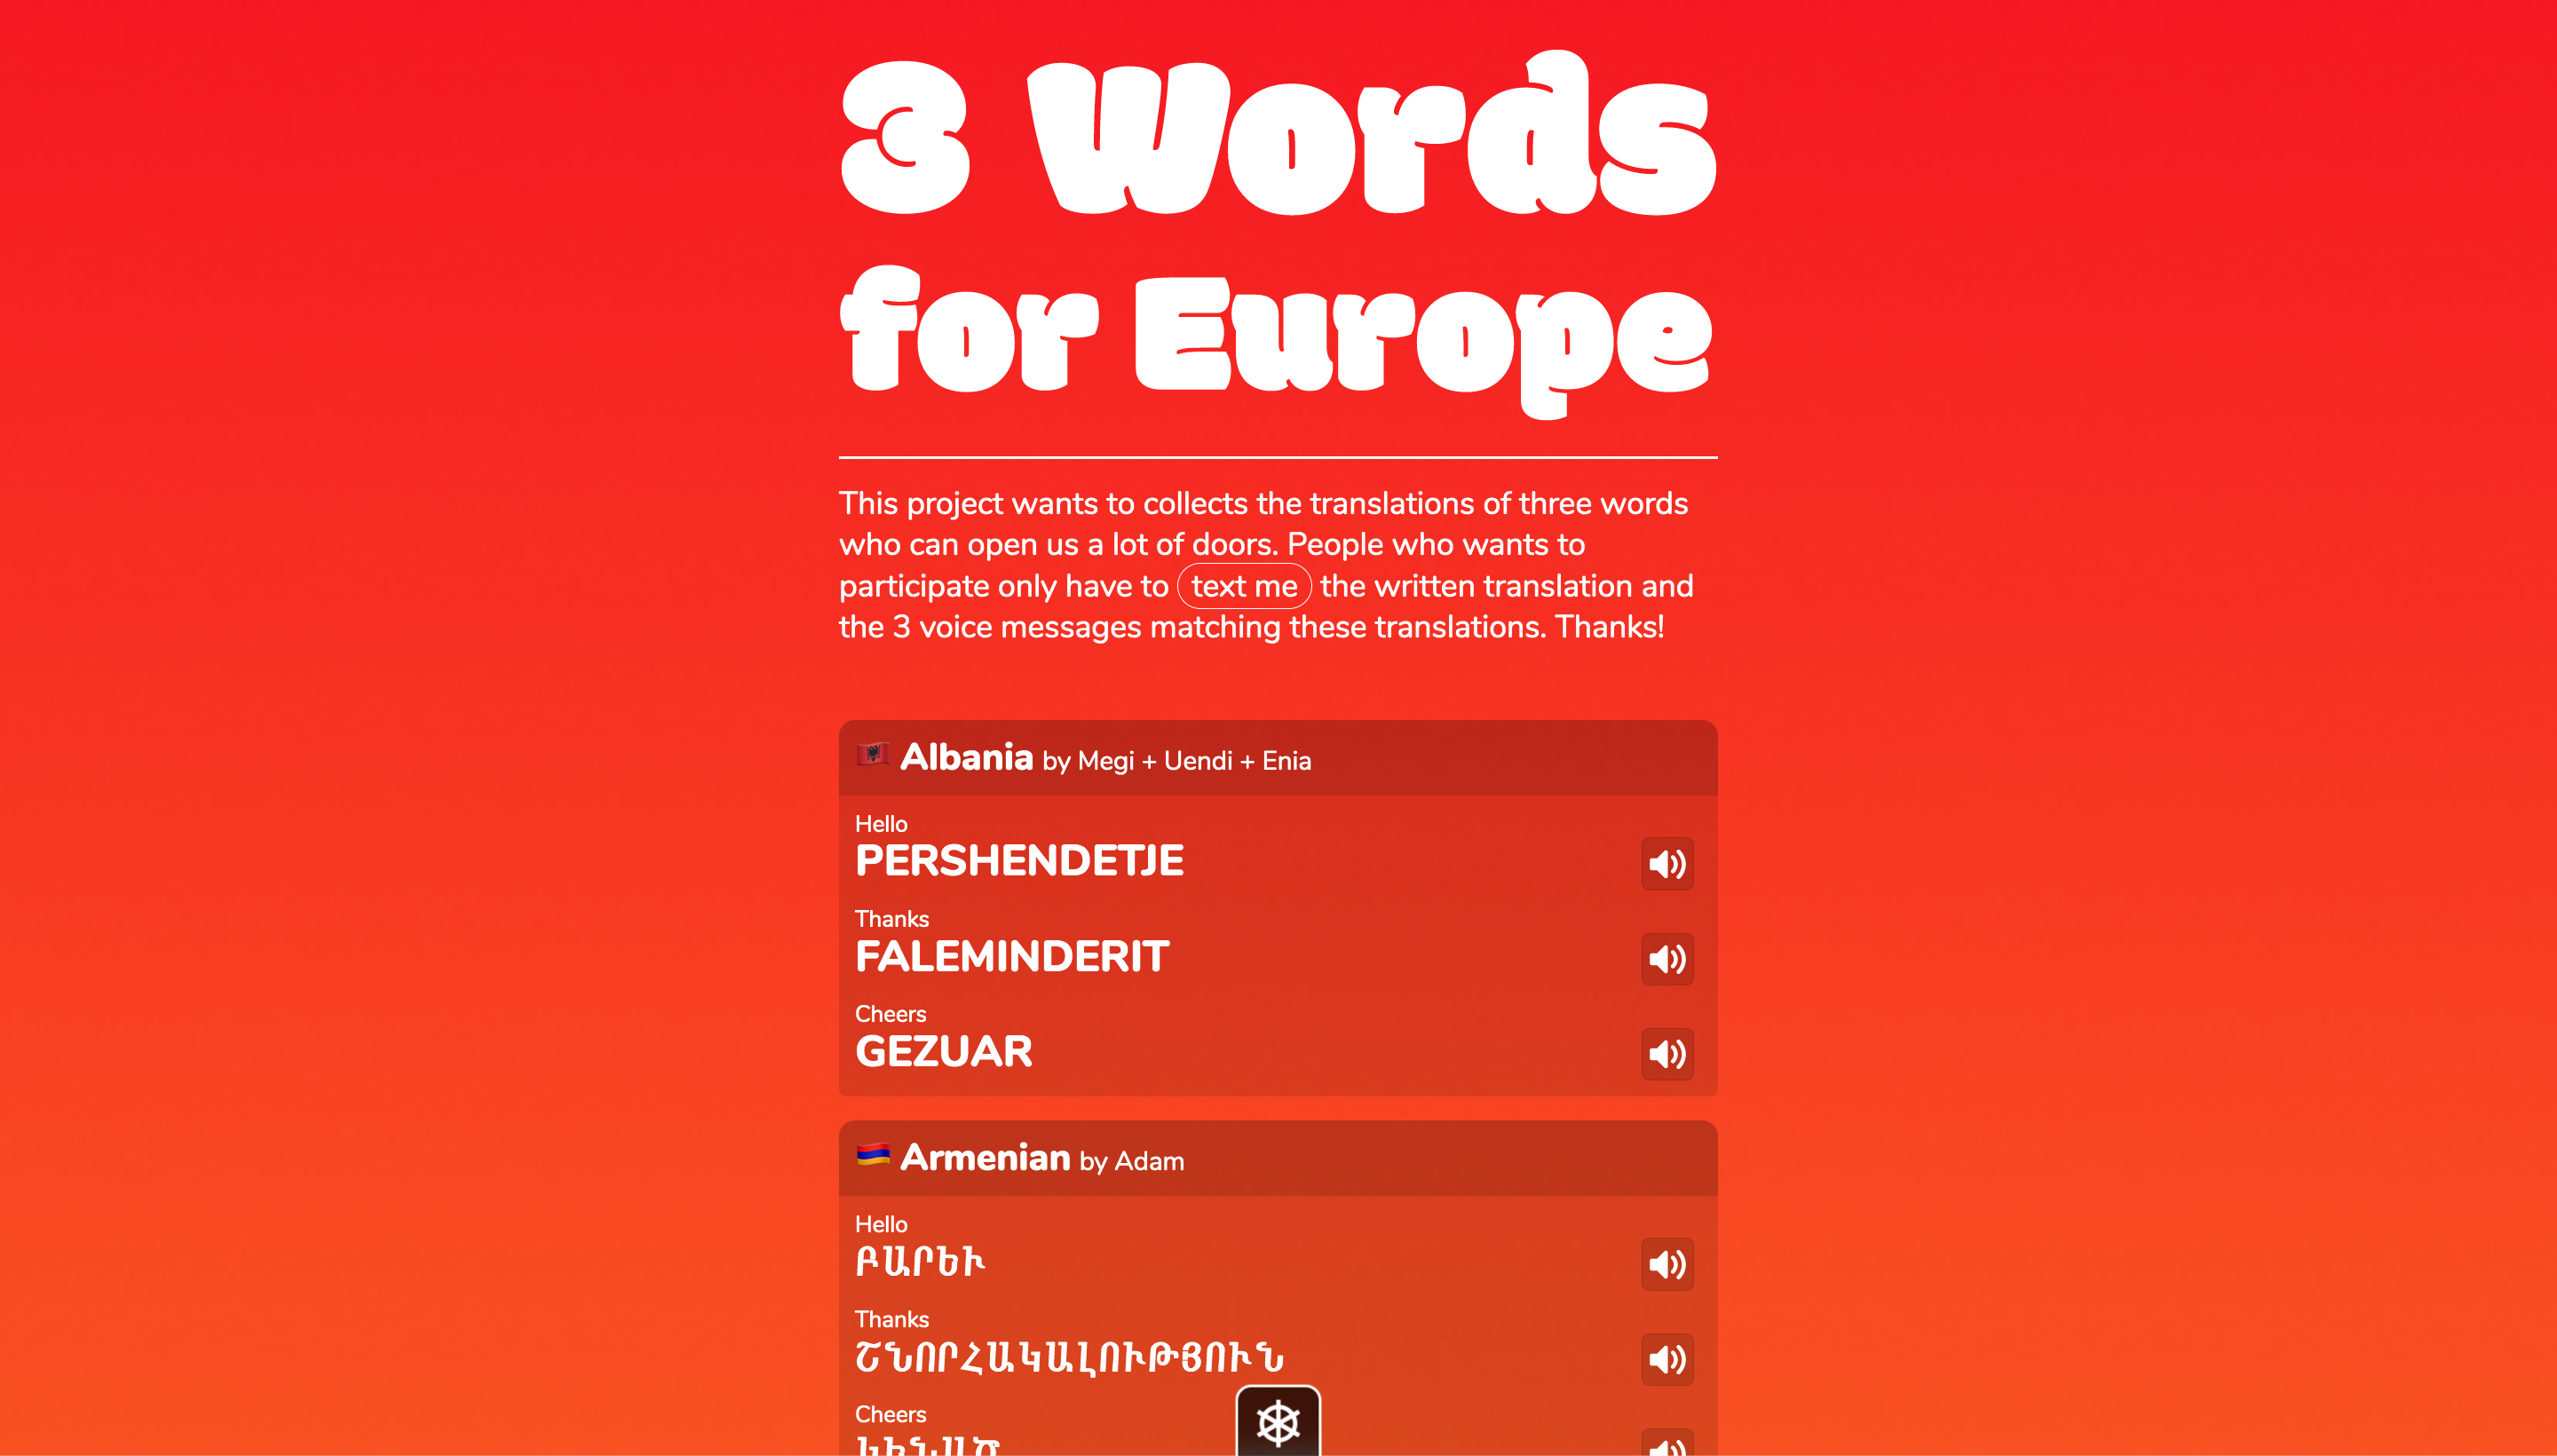 3 Words
for Europe
This project wants to collects the translations of three words
who can open us a lot of doors. People who wants to
participate only have to text me the written translation and
the 3 voice messages matching these translations. Thanks!
Albania by Megi + Uendi + Enia
Hello
PERSHENDETJE
Thanks
FALEMINDERIT
Cheers
GEZUAR
Armenian by Adam
Hello
ԲԱՐԵՒ
Thanks
ՇՆՈՐՀԱԿԱԼՈՒԹՅՈՒՆ
Cheers